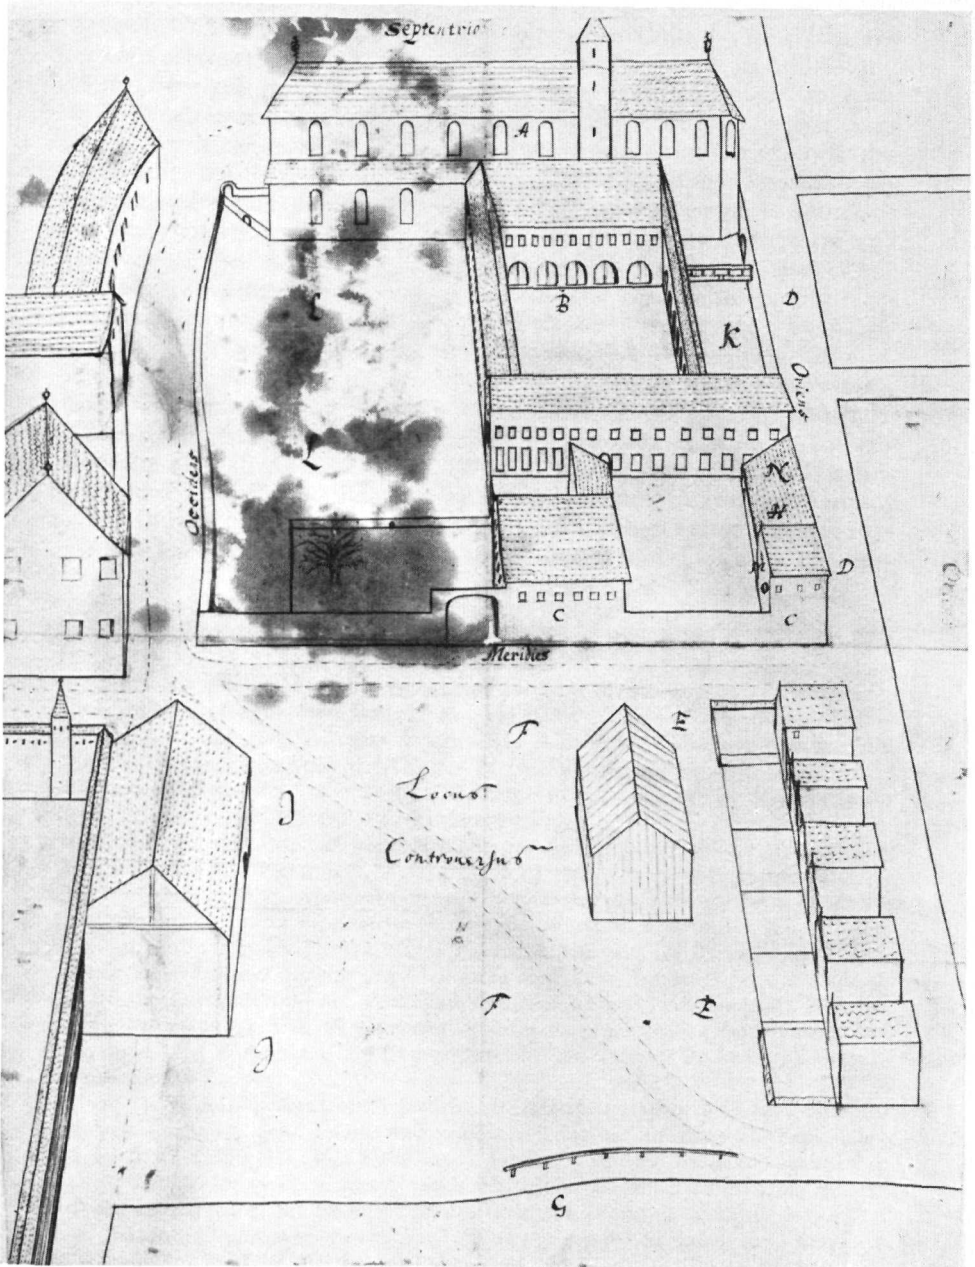 Septentrio
A
B
D
K
Oriens
L
L
Occidens
N
H
M
D
C
C
Meridies
F
E
Locus
J
Controversus
F
E
J
G